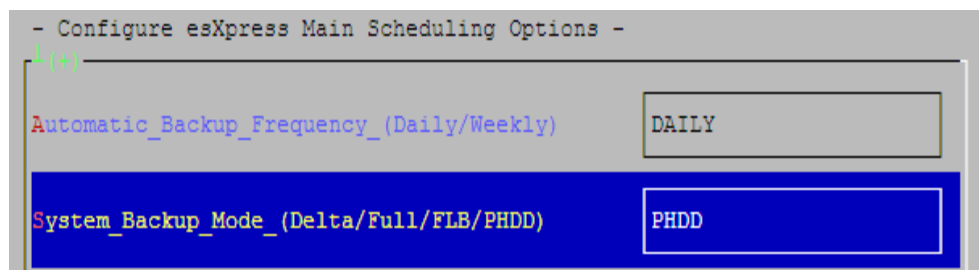 - Configure esXpress Main Scheduling Options -
(+)
Automatic_Backup_Frequency_(Daily/Weekly) DAILY
System_Backup_Mode_(Delta/Full/FLB/PHDD) PHDD